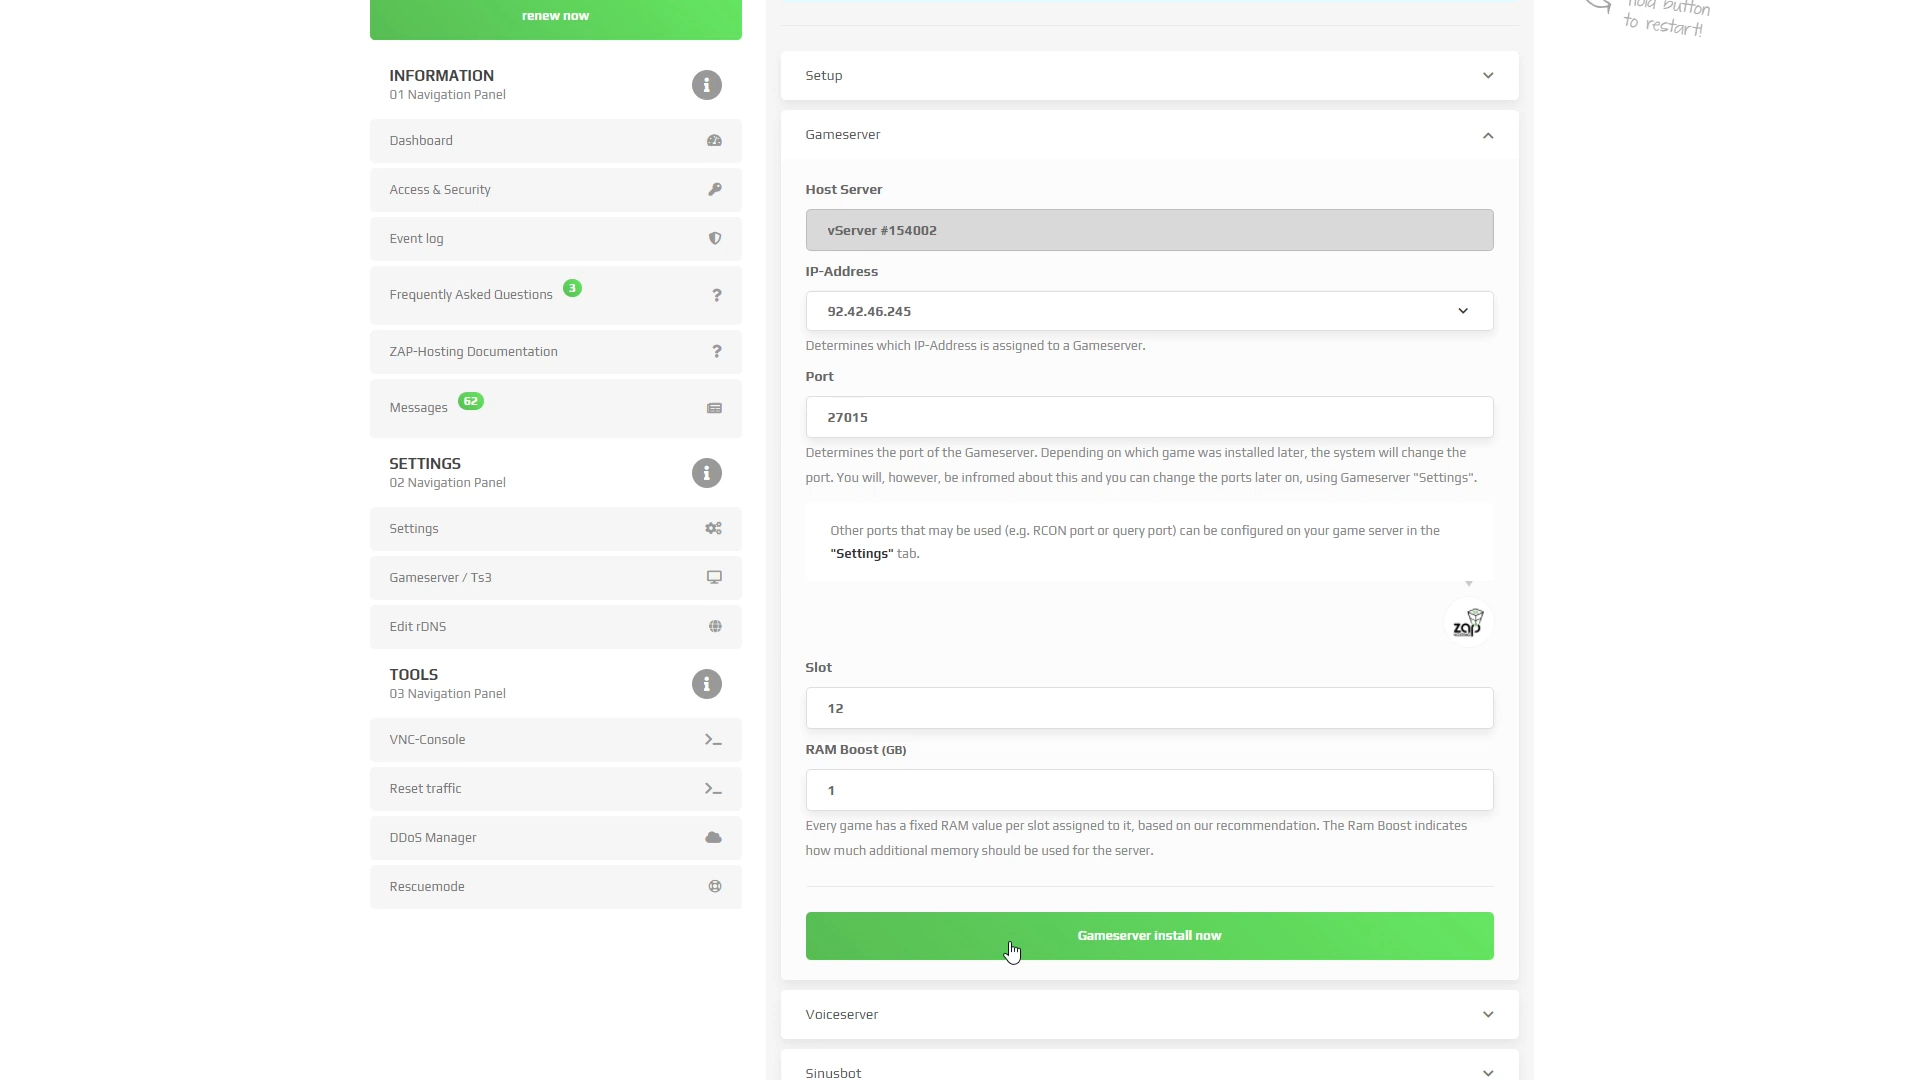 renew now
hold button
to restart!
INFORMATION
01 Navigation Panel
Dashboard
Access & Security
Event log
Frequently Asked Questions 3
ZAP-Hosting Documentation
Messages 62
SETTINGS
02 Navigation Panel
Settings
Gameserver / Ts3
Edit rDNS
TOOLS
03 Navigation Panel
VNC-Console
Reset traffic
DDoS Manager
Rescuemode
Setup
Gameserver
Host Server
vServer #154002
IP-Address
92.42.46.245
Determines which IP-Address is assigned to a Gameserver.
Port
27015
Determines the port of the Gameserver. Depending on which game was installed later, the system will change the
port. You will, however, be infromed about this and you can change the ports later on, using Gameserver "Settings".
Other ports that may be used (e.g. RCON port or query port) can be configured on your game server in the
"Settings" tab.
zap
Slot
12
RAM Boost (GB)
1
Every game has a fixed RAM value per slot assigned to it, based on our recommendation. The Ram Boost indicates
how much additional memory should be used for the server.
Gameserver install now
Voiceserver
Sinusbot